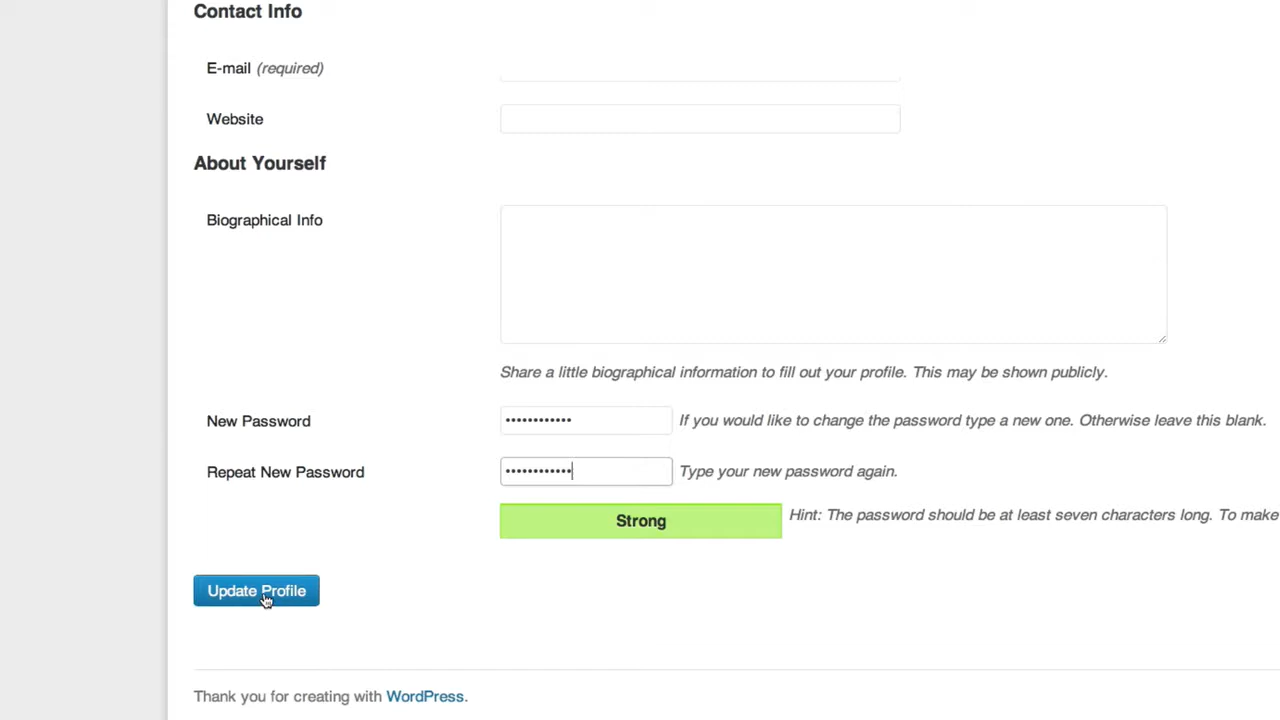 Contact Info
E-mail (required)
Website
About Yourself
Biographical Info
Share a little biographical information to fill out your profile. This may be shown publicly.
New Password •••••••••••• If you would like to change the password type a new one. Otherwise leave this blank.
Repeat New Password •••••••••••• Type your new password again.
Strong Hint: The password should be at least seven characters long. To make
Update Profile
Thank you for creating with WordPress.